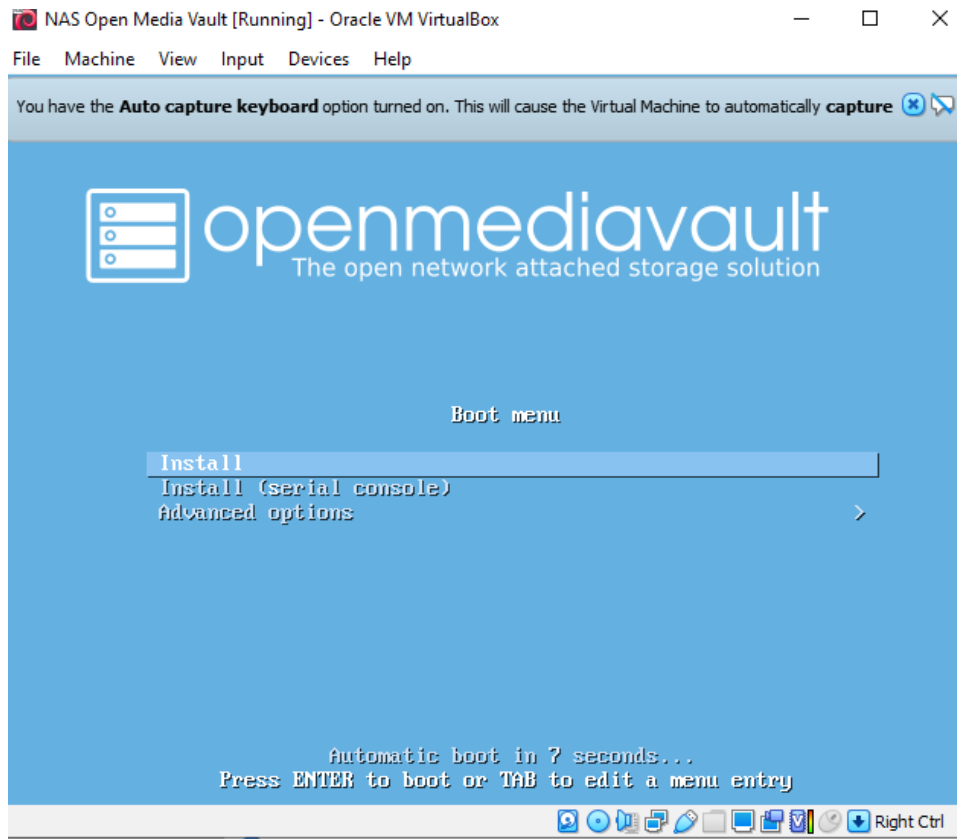 NAS Open Media Vault [Running] - Oracle VM VirtualBox
File Machine View Input Devices Help
You have the Auto capture keyboard option turned on. This will cause the Virtual Machine to automatically capture
openmediavault
The open network attached storage solution
Boot menu
Install
Install (serial console)
Advanced options >
Automatic boot in 7 seconds...
Press ENTER to boot or TAB to edit a menu entry
Right Ctrl